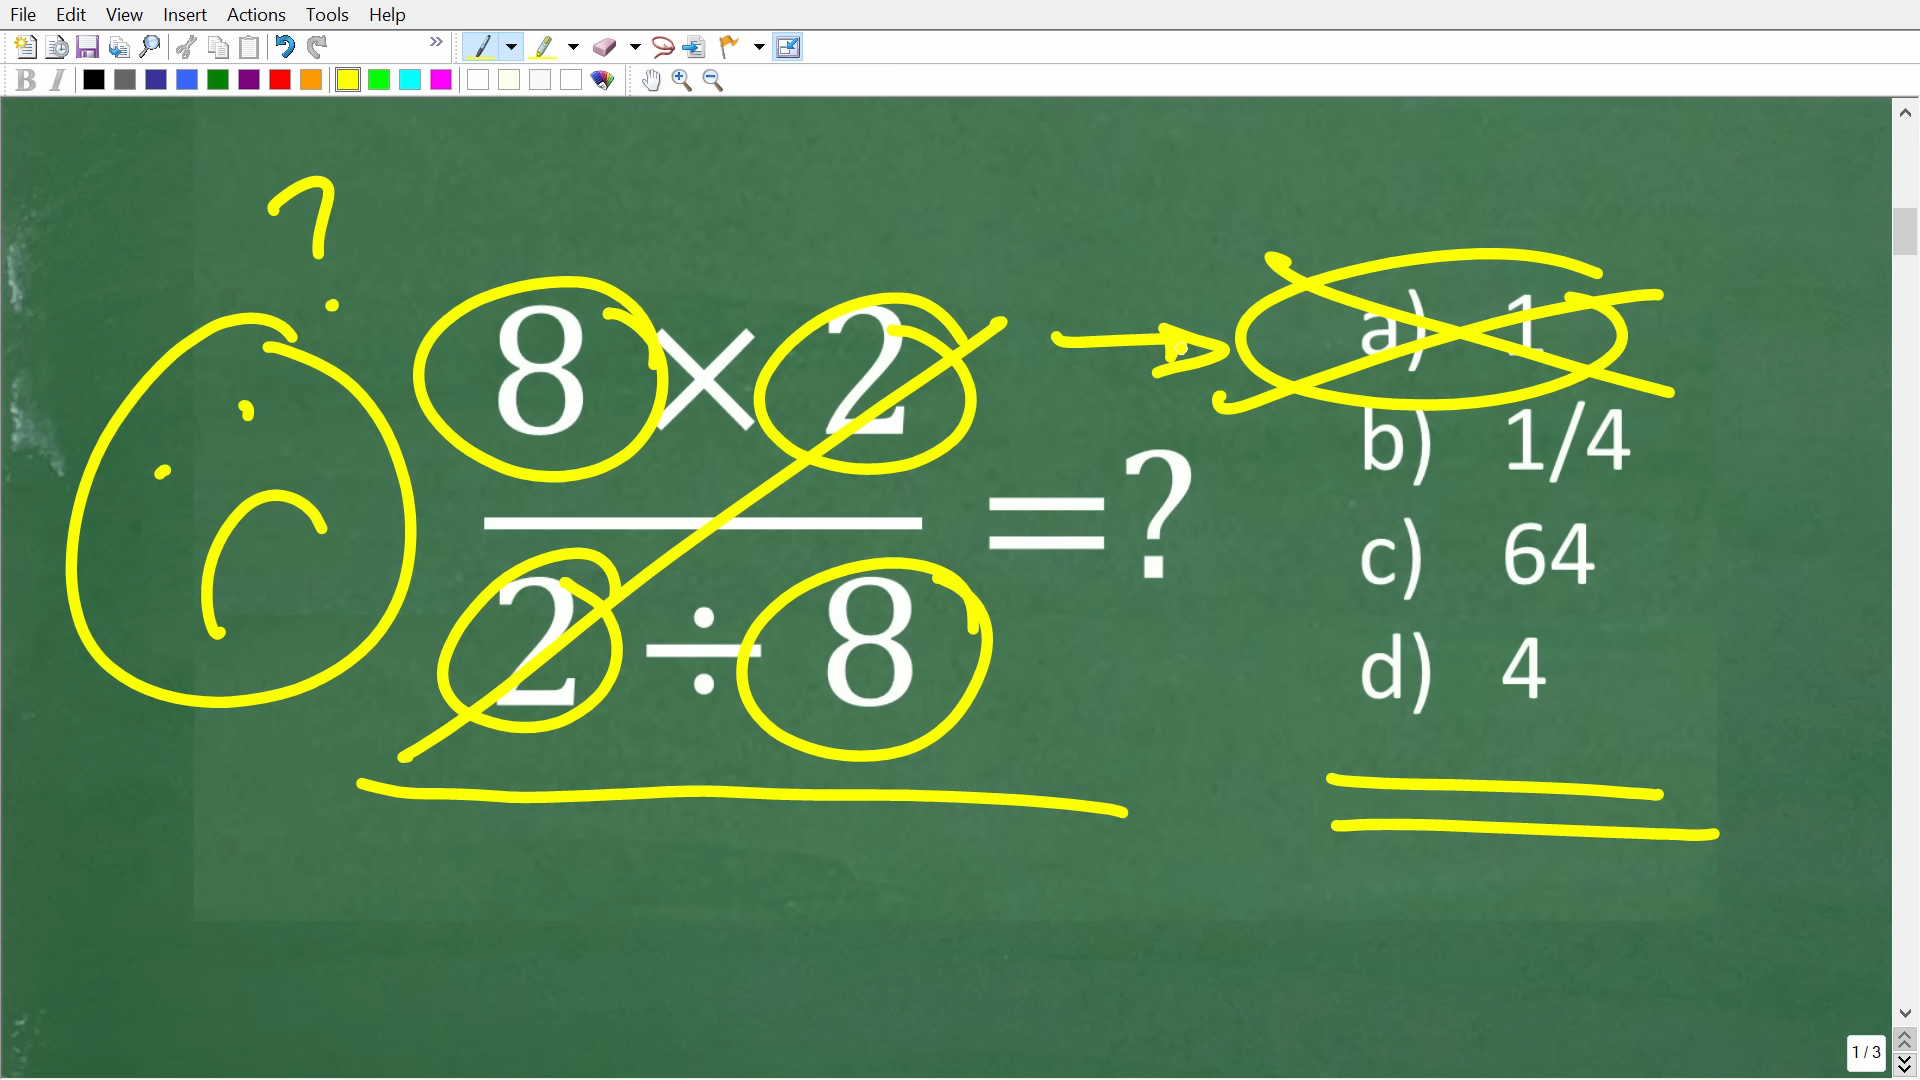 File Edit View Insert Actions Tools Help
B I
?
8 × 2
2 ÷ 8
= ?
a) 1
b) 1/4
c) 64
d) 4
1 / 3